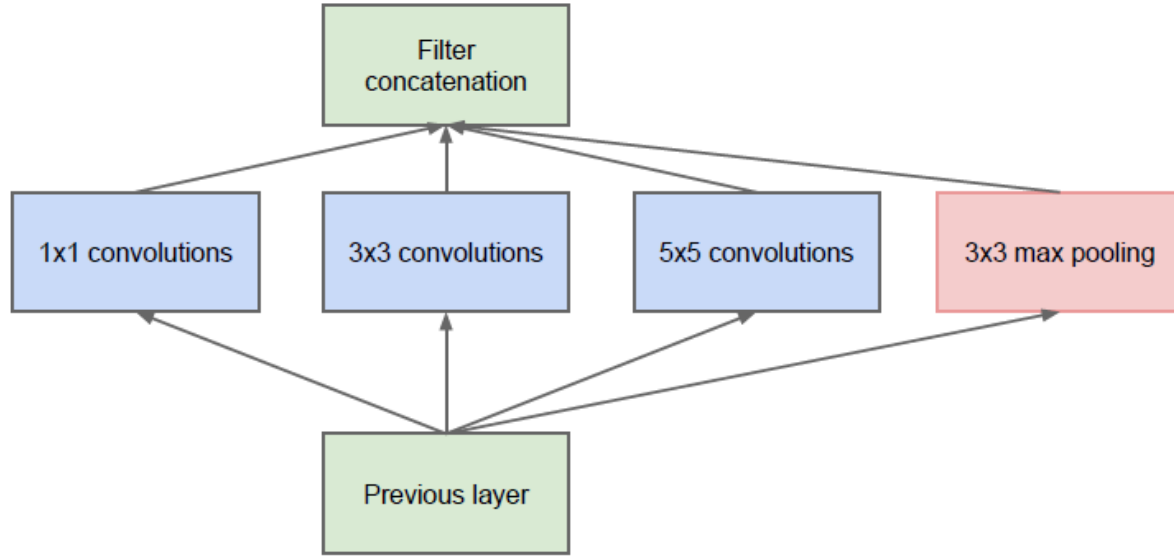 Filter
concatenation
1x1 convolutions
3x3 convolutions
5x5 convolutions
3x3 max pooling
Previous layer